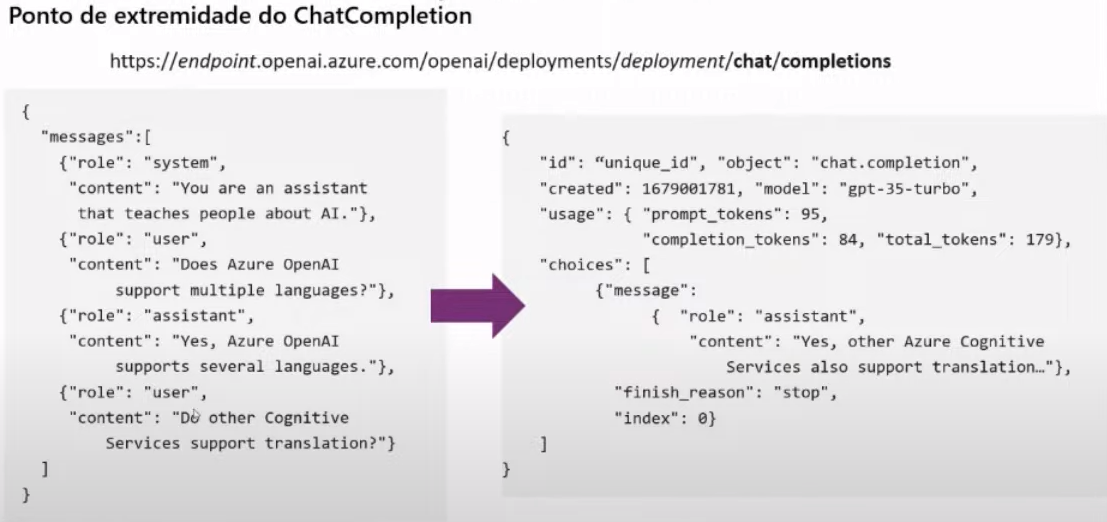 Ponto de extremidade do ChatCompletion
https://endpoint.openai.azure.com/openai/deployments/deployment/chat/completions
{
"messages":[
{"role": "system",
"content": "You are an assistant
that teaches people about AI."},
{"role": "user",
"content": "Does Azure OpenAI
support multiple languages?"},
{"role": "assistant",
"content": "Yes, Azure OpenAI
supports several languages."},
{"role": "user",
"content": "Do other Cognitive
Services support translation?"}
]
}
{
"id": “unique_id", "object": "chat.completion",
"created": 1679001781, "model": "gpt-35-turbo",
"usage": { "prompt_tokens": 95,
"completion_tokens": 84, "total_tokens": 179},
"choices": [
{"message":
{ "role": "assistant",
"content": "Yes, other Azure Cognitive
Services also support translation…"},
"finish_reason": "stop",
"index": 0}
]
}